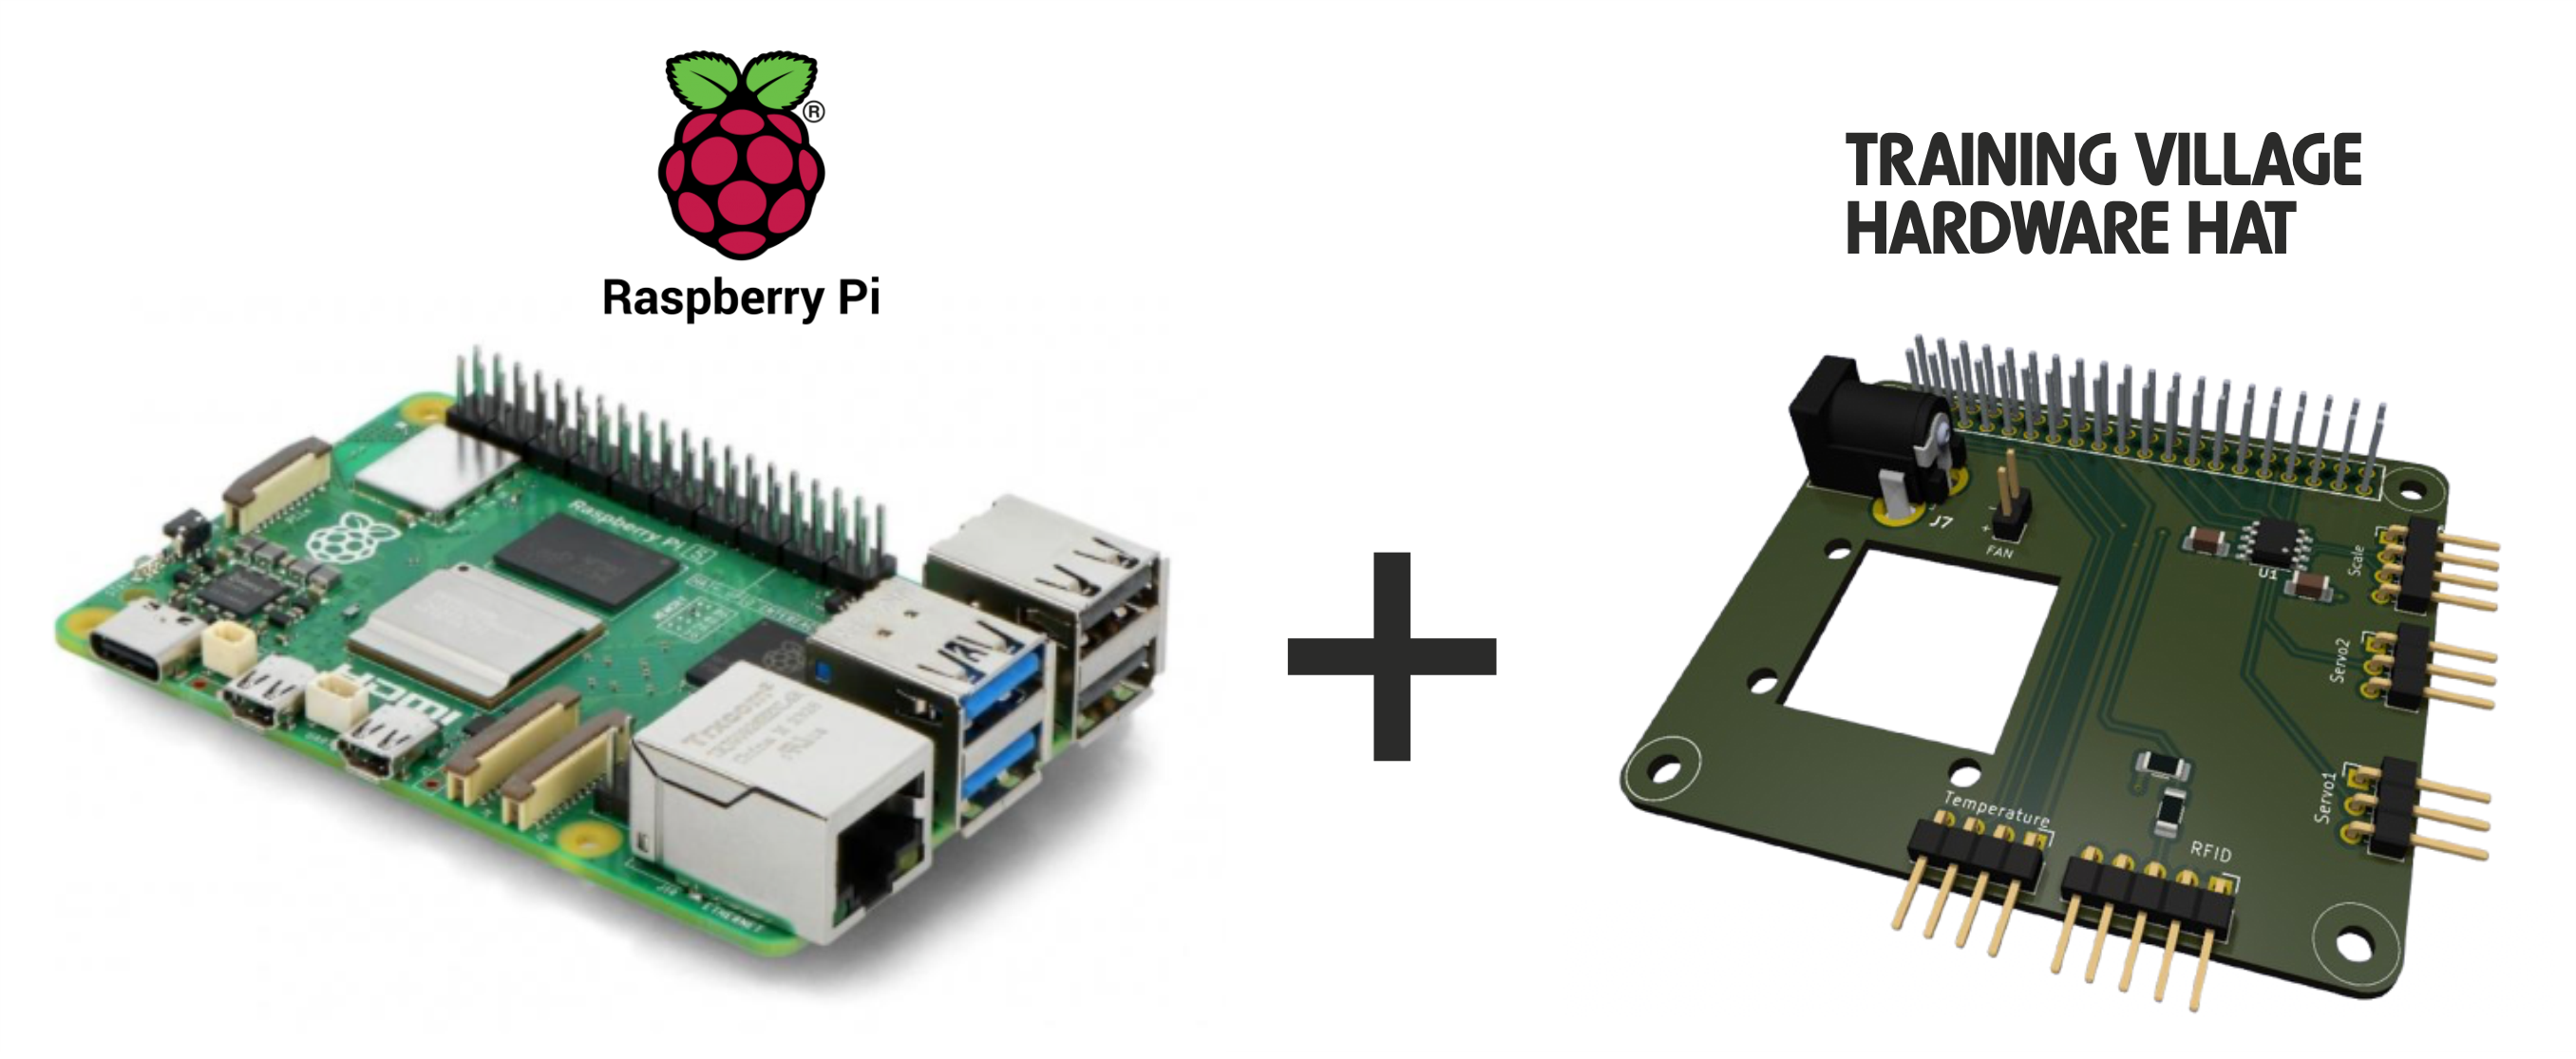 ®
Raspberry Pi
TRAINING VILLAGE
HARDWARE HAT
Raspberry Pi 5
J7
+
-
FAN
U1
Scale
Servo2
Servo1
Temperature
RFID